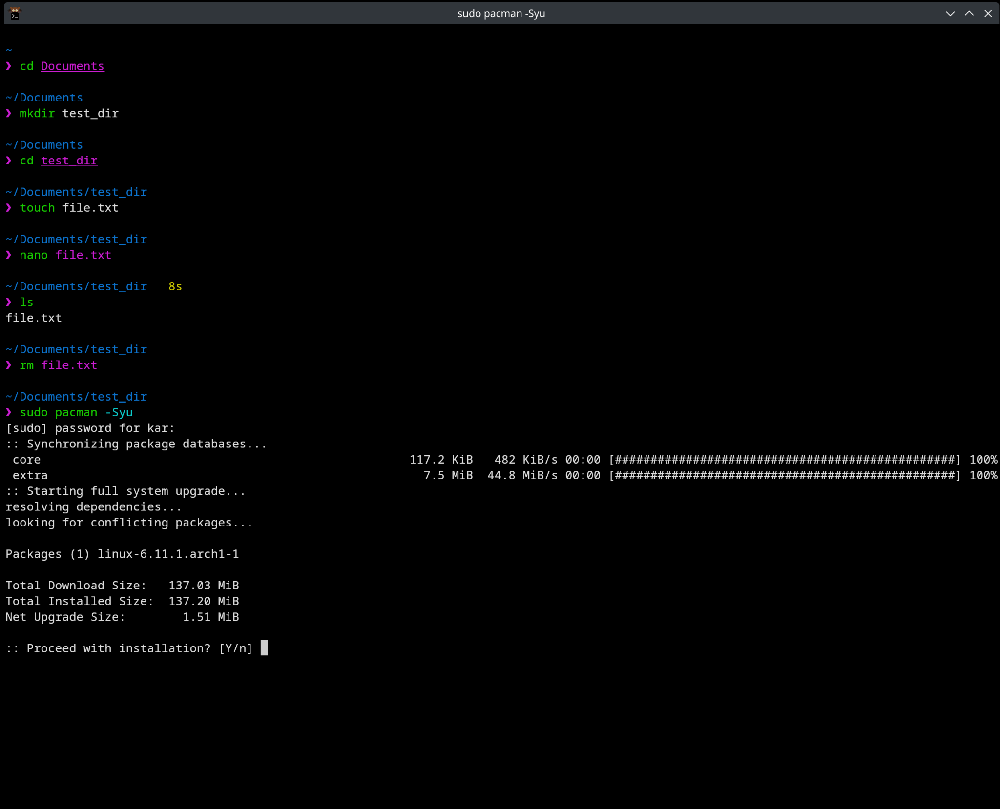 sudo pacman -Syu
~
❯ cd Documents
~/Documents
❯ mkdir test_dir
~/Documents
❯ cd test_dir
~/Documents/test_dir
❯ touch file.txt
~/Documents/test_dir
❯ nano file.txt
~/Documents/test_dir   8s
❯ ls
file.txt
~/Documents/test_dir
❯ rm file.txt
~/Documents/test_dir
❯ sudo pacman -Syu
[sudo] password for kar:
:: Synchronizing package databases...
 core 117.2 KiB   482 KiB/s 00:00 [################################################] 100%
 extra 7.5 MiB  44.8 MiB/s 00:00 [################################################] 100%
:: Starting full system upgrade...
resolving dependencies...
looking for conflicting packages...
Packages (1) linux-6.11.1.arch1-1
Total Download Size:   137.03 MiB
Total Installed Size:  137.20 MiB
Net Upgrade Size:        1.51 MiB
:: Proceed with installation? [Y/n]